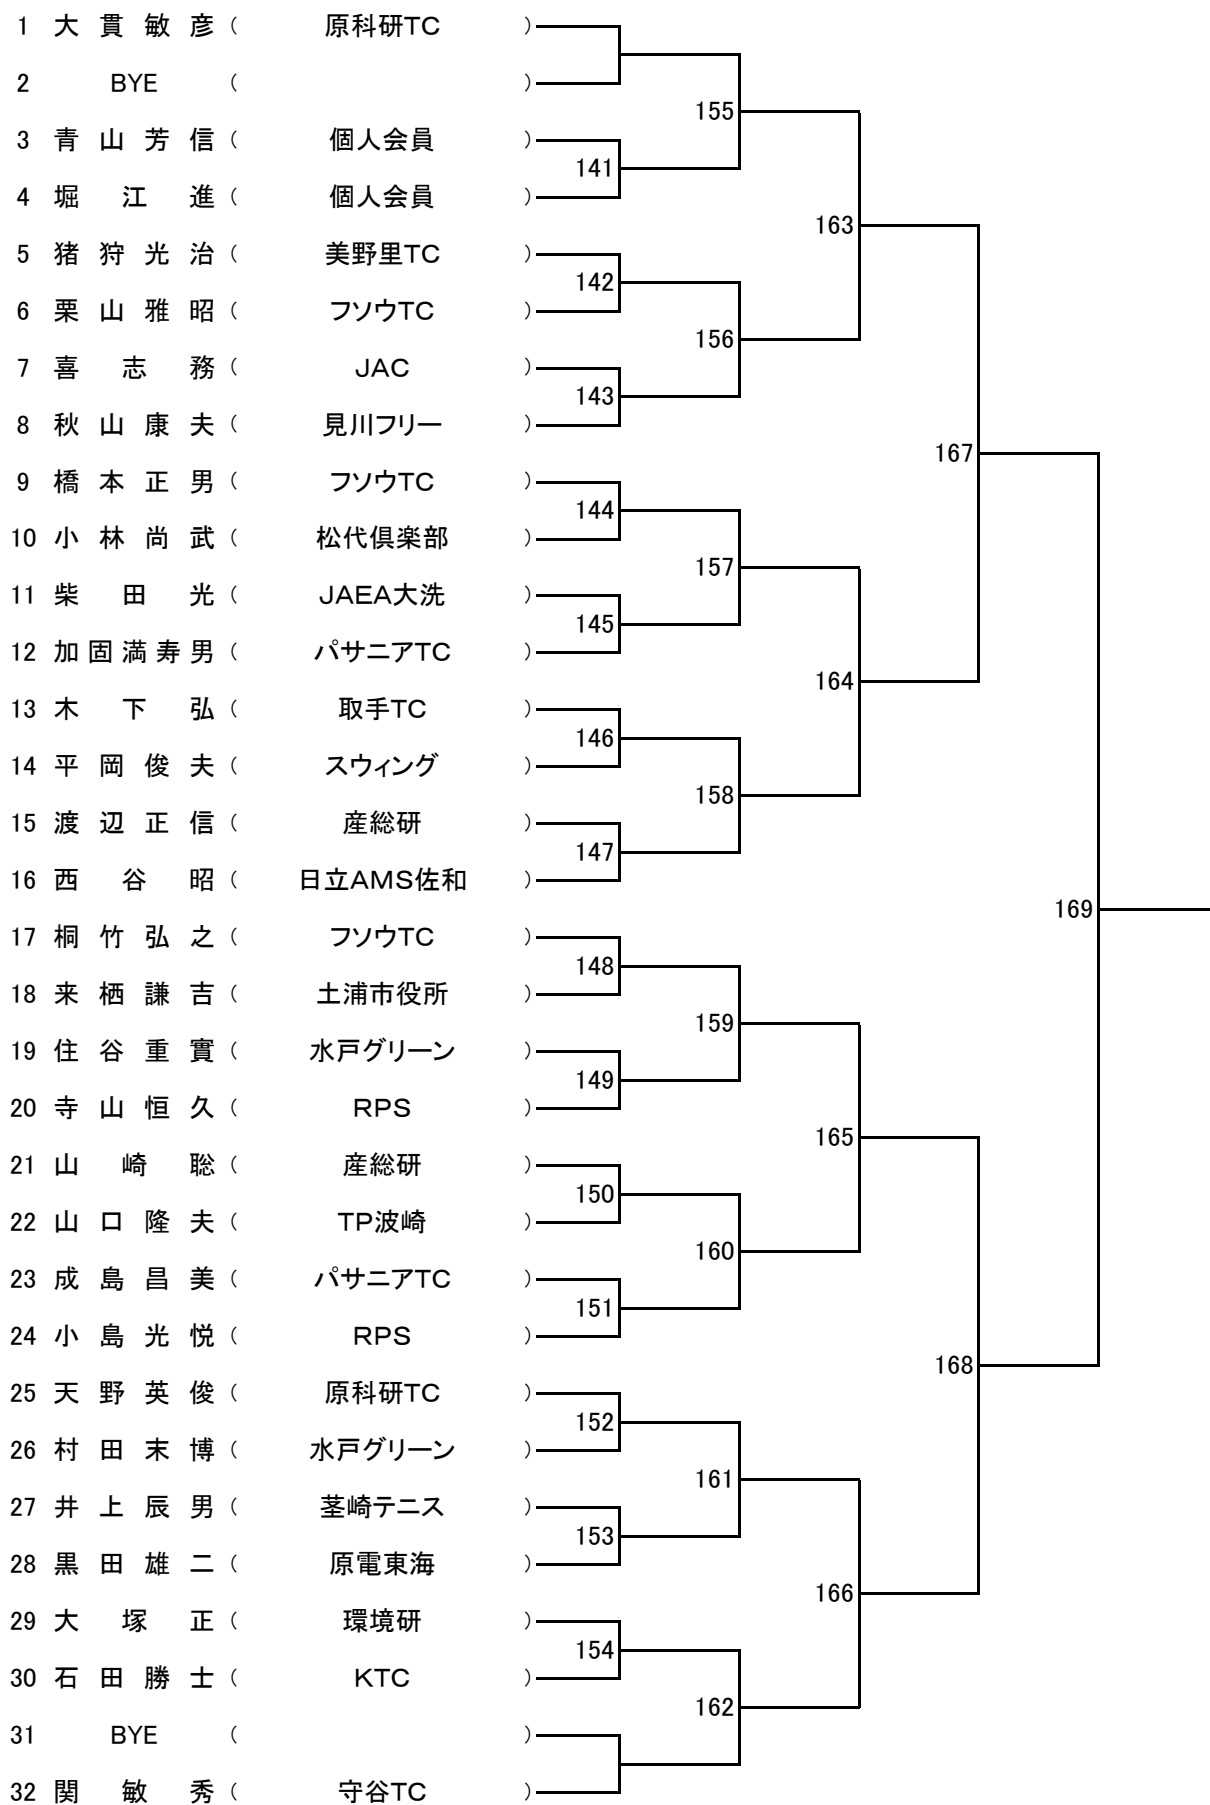 1 大貫敏彦 ( 原科研TC )
2 BYE ( )
155
3 青山芳信 ( 個人会員 )
141
4 堀江進 ( 個人会員 )
163
5 猪狩光治 ( 美野里TC )
142
6 栗山雅昭 ( フソウTC )
156
7 喜志務 ( JAC )
143
8 秋山康夫 ( 見川フリー )
167
9 橋本正男 ( フソウTC )
144
10 小林尚武 ( 松代倶楽部 )
157
11 柴田光 ( JAEA大洗 )
145
12 加固満寿男 ( パサニアTC )
164
13 木下弘 ( 取手TC )
146
14 平岡俊夫 ( スウィング )
158
15 渡辺正信 ( 産総研 )
147
16 西谷昭 ( 日立AMS佐和 )
169
17 桐竹弘之 ( フソウTC )
148
18 来栖謙吉 ( 土浦市役所 )
159
19 住谷重實 ( 水戸グリーン )
149
20 寺山恒久 ( RPS )
165
21 山崎聡 ( 産総研 )
150
22 山口隆夫 ( TP波崎 )
160
23 成島昌美 ( パサニアTC )
151
24 小島光悦 ( RPS )
168
25 天野英俊 ( 原科研TC )
152
26 村田末博 ( 水戸グリーン )
161
27 井上辰男 ( 茎崎テニス )
153
28 黒田雄二 ( 原電東海 )
166
29 大塚正 ( 環境研 )
154
30 石田勝士 ( KTC )
162
31 BYE ( )
32 関敏秀 ( 守谷TC )